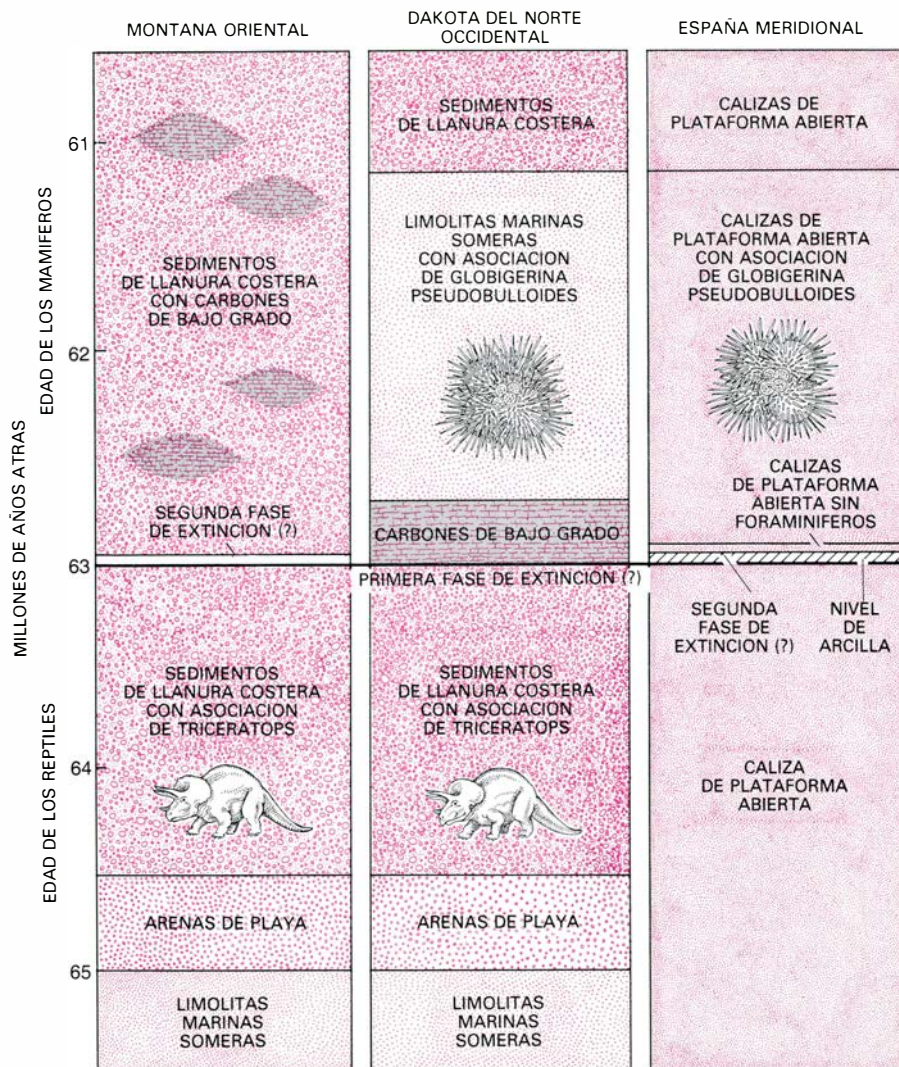 MONTANA ORIENTAL
DAKOTA DEL NORTE
OCCIDENTAL
ESPAÑA MERIDIONAL
MILLONES DE AÑOS ATRAS
EDAD DE LOS MAMIFEROS
EDAD DE LOS REPTILES
61
62
63
64
65
SEDIMENTOS
DE LLANURA COSTERA
CON CARBONES
DE BAJO GRADO
SEGUNDA FASE
DE EXTINCION (?)
SEDIMENTOS
DE LLANURA COSTERA
CON ASOCIACION
DE TRICERATOPS
ARENAS DE PLAYA
LIMOLITAS
MARINAS
SOMERAS
SEDIMENTOS
DE LLANURA COSTERA
LIMOLITAS MARINAS
SOMERAS
CON ASOCIACION
DE GLOBIGERINA
PSEUDOBULLOIDES
CARBONES DE BAJO GRADO
PRIMERA FASE DE EXTINCION (?)
SEDIMENTOS
DE LLANURA COSTERA
CON ASOCIACION
DE TRICERATOPS
ARENAS DE PLAYA
LIMOLITAS
MARINAS
SOMERAS
CALIZAS DE
PLATAFORMA ABIERTA
CALIZAS DE
PLATAFORMA ABIERTA
CON ASOCIACION
DE GLOBIGERINA
PSEUDOBULLOIDES
CALIZAS
DE PLATAFORMA
ABIERTA SIN
FORAMINIFEROS
SEGUNDA
FASE DE
EXTINCION (?)
NIVEL
DE
ARCILLA
CALIZA
DE PLATAFORMA
ABIERTA